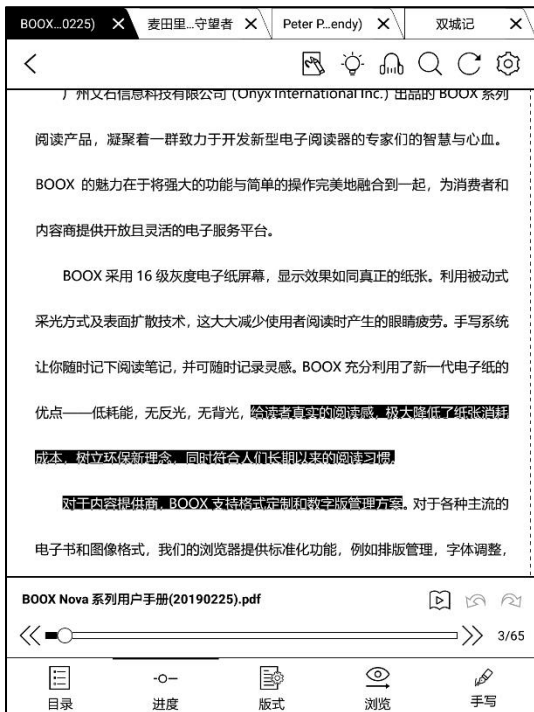 BOOX...0225)
麦田里...守望者
Peter P...endy)
双城记
广州文石信息科技有限公司 (Onyx International Inc.) 出品的 BOOX 系列
阅读产品，凝聚着一群致力于开发新型电子阅读器的专家们的智慧与心血。
BOOX 的魅力在于将强大的功能与简单的操作完美地融合到一起，为消费者和
内容商提供开放且灵活的电子服务平台。
BOOX 采用 16 级灰度电子纸屏幕，显示效果如同真正的纸张。利用被动式
采光方式及表面扩散技术，这大大减少使用者阅读时产生的眼睛疲劳。手写系统
让你随时记下阅读笔记，并可随时记录灵感。BOOX 充分利用了新一代电子纸的
优点——低耗能，无反光，无背光，给读者真实的阅读感，极大降低了纸张消耗
成本，树立环保新理念，同时符合人们长期以来的阅读习惯。
对于内容提供商，BOOX 支持格式定制和数字版管理方案。对于各种主流的
电子书和图像格式，我们的浏览器提供标准化功能，例如排版管理，字体调整，
BOOX Nova 系列用户手册(20190225).pdf
3/65
目录
进度
版式
浏览
手写